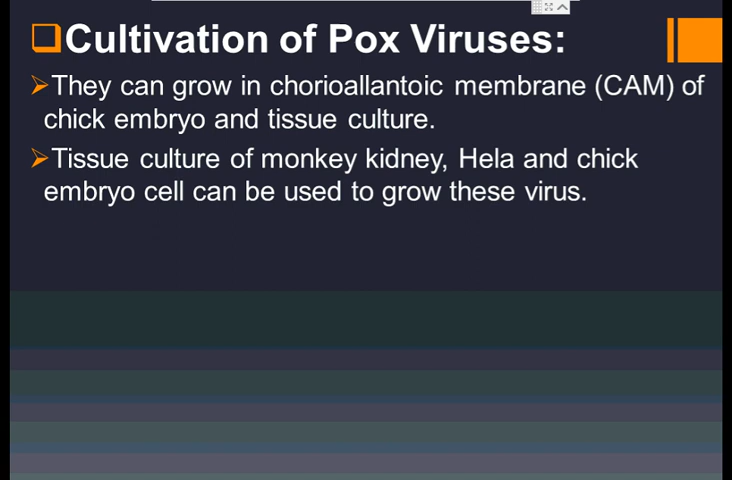 Cultivation of Pox Viruses:
They can grow in chorioallantoic membrane (CAM) of
chick embryo and tissue culture.
Tissue culture of monkey kidney, Hela and chick
embryo cell can be used to grow these virus.